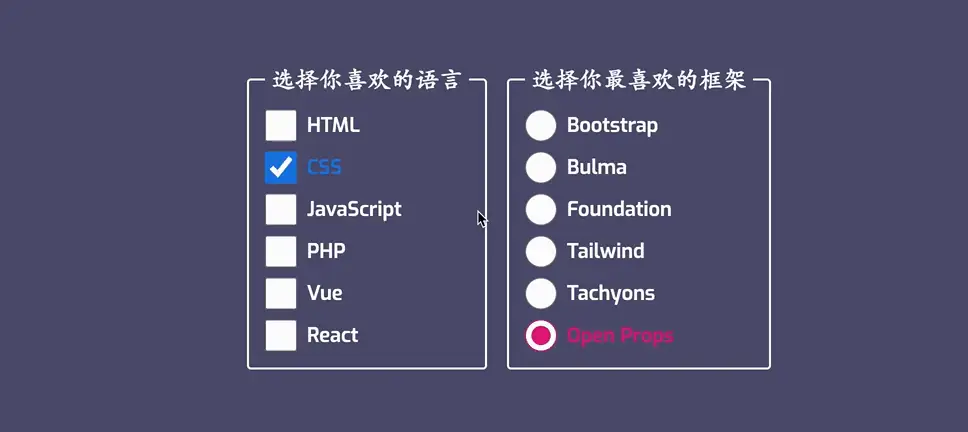 选择你喜欢的语言
HTML
CSS
JavaScript
PHP
Vue
React
选择你最喜欢的框架
Bootstrap
Bulma
Foundation
Tailwind
Tachyons
Open Props